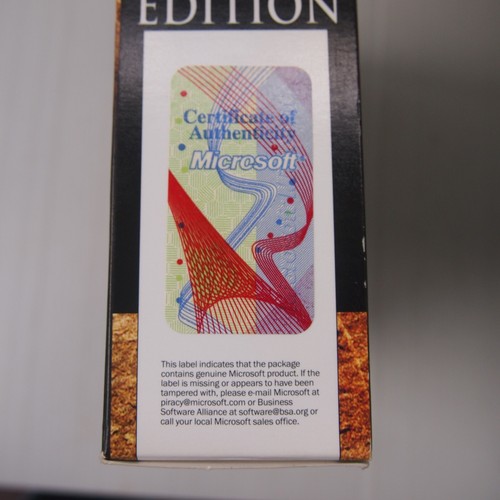 EDITION
Certificate of
Authenticity
Microsoft
This label indicates that the package
contains genuine Microsoft product. If the
label is missing or appears to have been
tampered with, please e-mail Microsoft at
piracy@microsoft.com or Business
Software Alliance at software@bsa.org or
call your local Microsoft sales office.